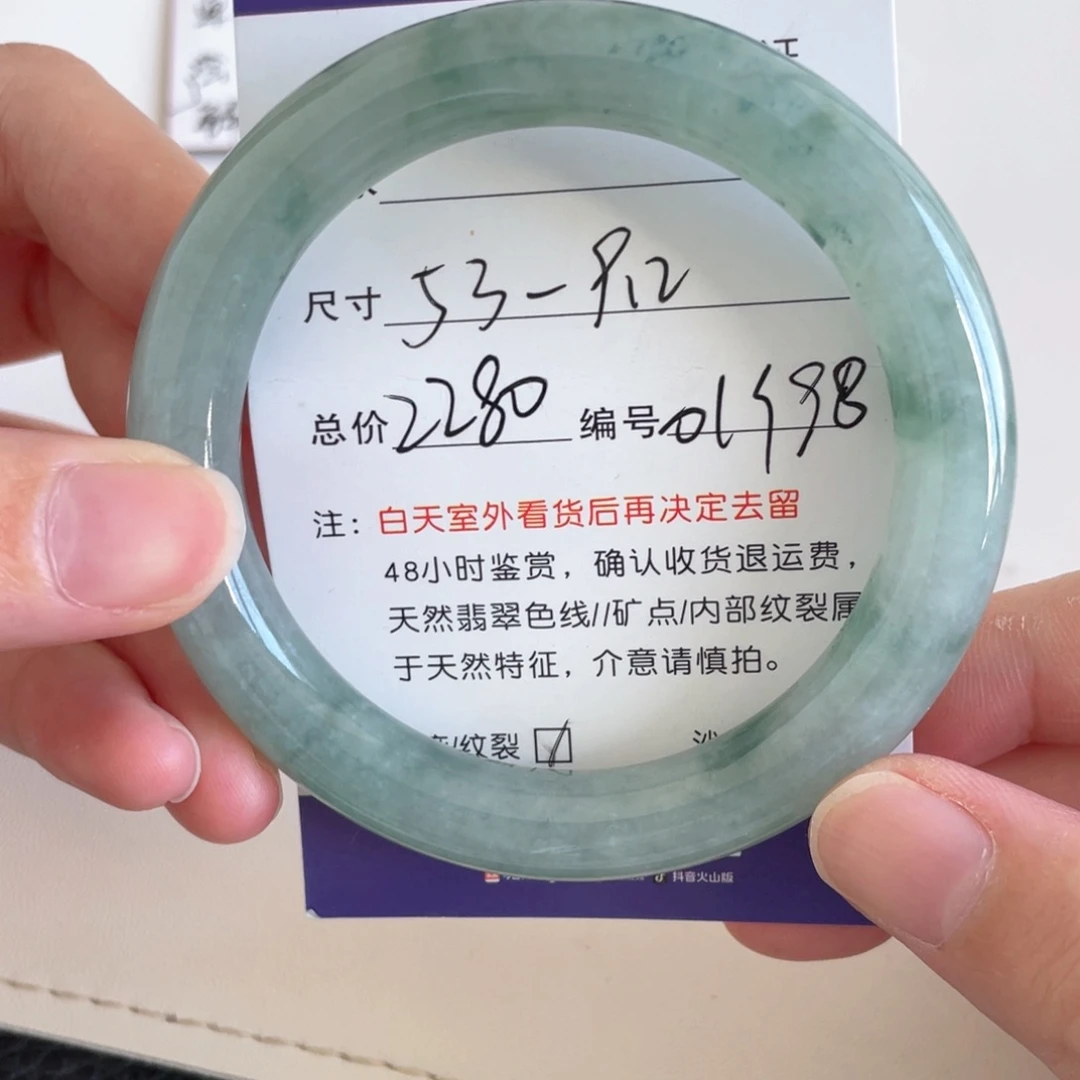 江
尺寸 53-
总价 2280 编号
注：白天室外看货后再决定去留
48小时鉴赏，确认收货退运费，
天然翡翠色线//矿点/内部纹裂属
于天然特征，介意请慎拍。
/纹裂 ☑
抖音火山版